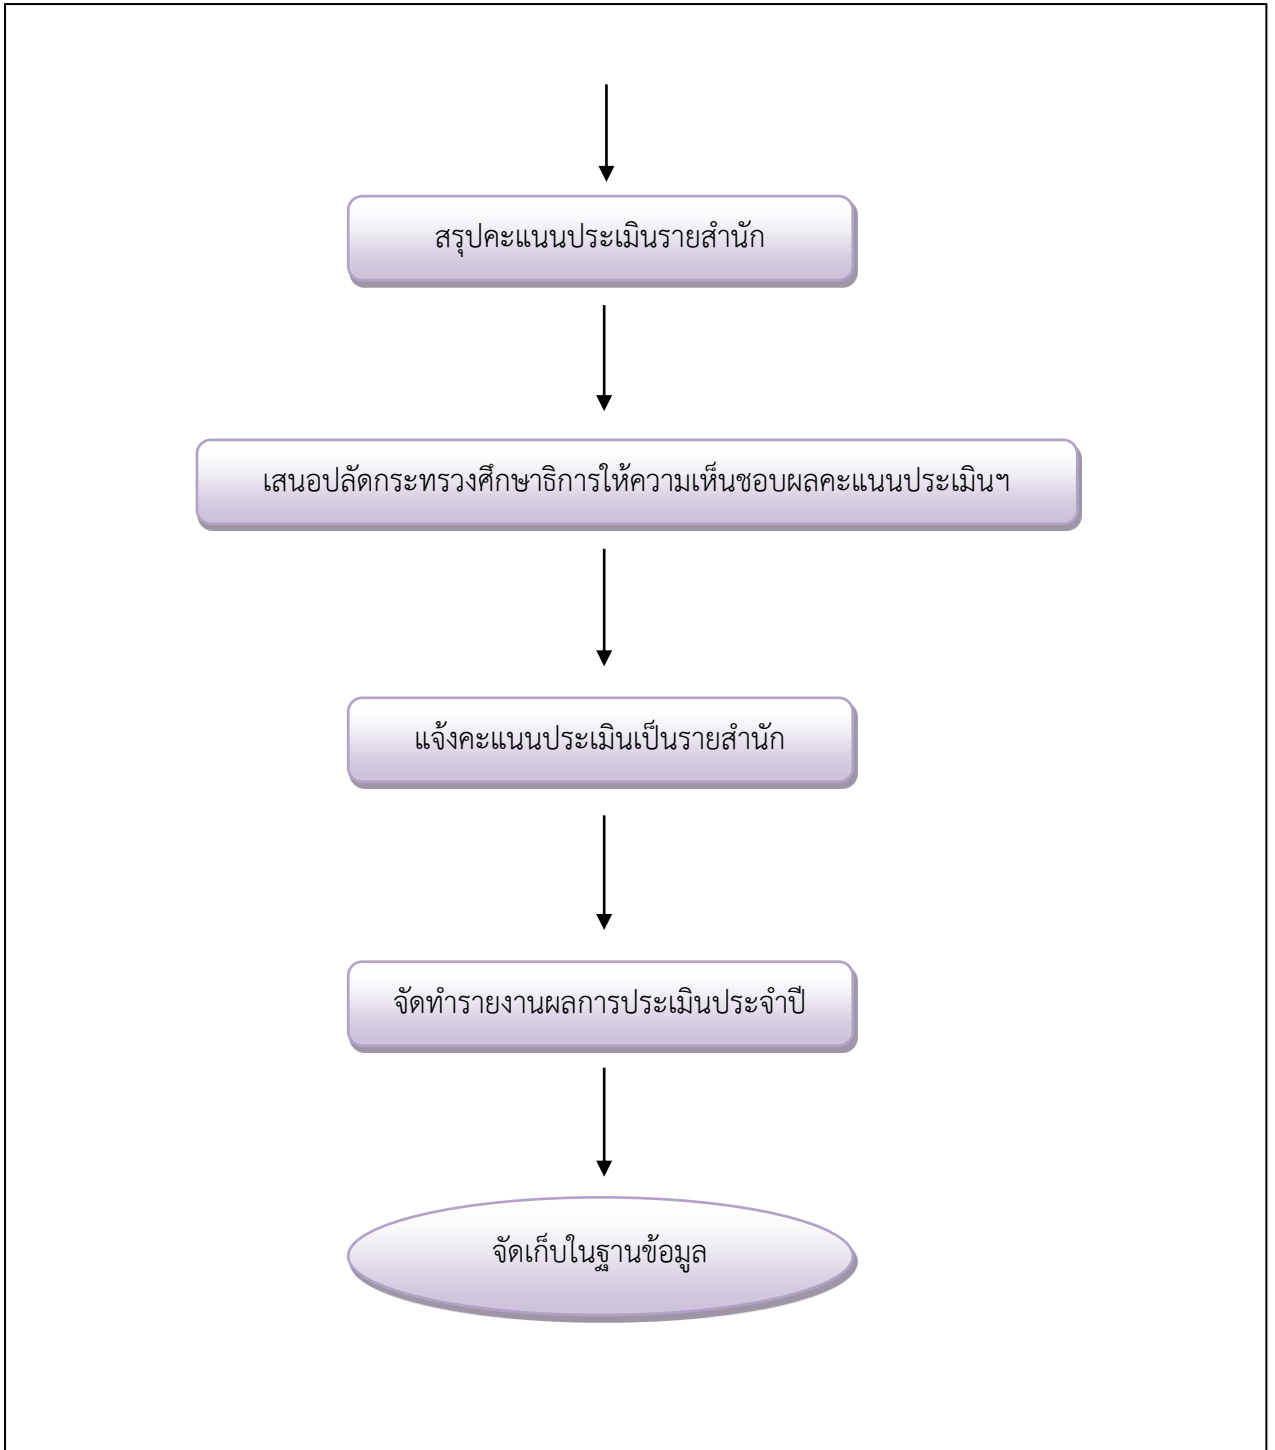 สรุปคะแนนประเมินรายสำนัก
เสนอปลัดกระทรวงศึกษาธิการให้ความเห็นชอบผลคะแนนประเมินฯ
แจ้งคะแนนประเมินเป็นรายสำนัก
จัดทำรายงานผลการประเมินประจำปี
จัดเก็บในฐานข้อมูล